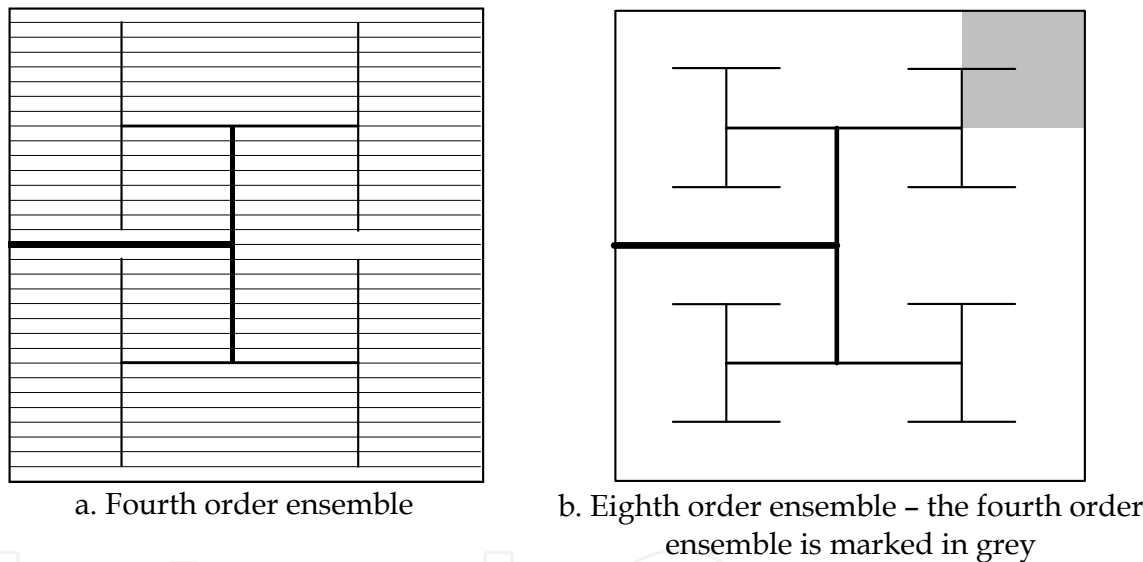 a. Fourth order ensemble
b. Eighth order ensemble – the fourth order
ensemble is marked in grey